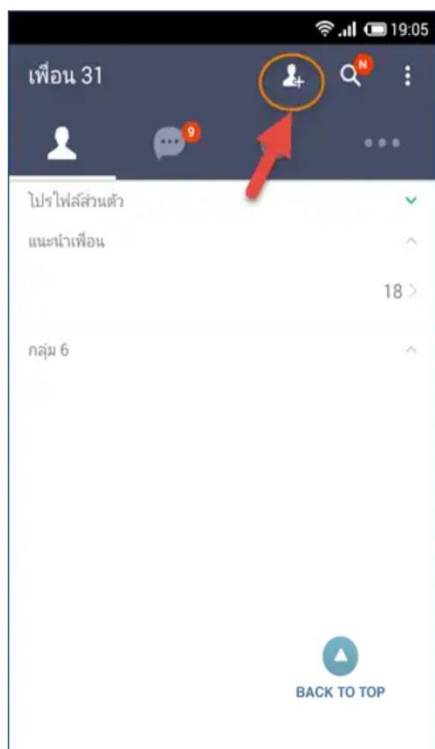 19:05
เพื่อน 31
N
9
โปรไฟล์ส่วนตัว
แนะนำเพื่อน
18
กลุ่ม 6
BACK TO TOP